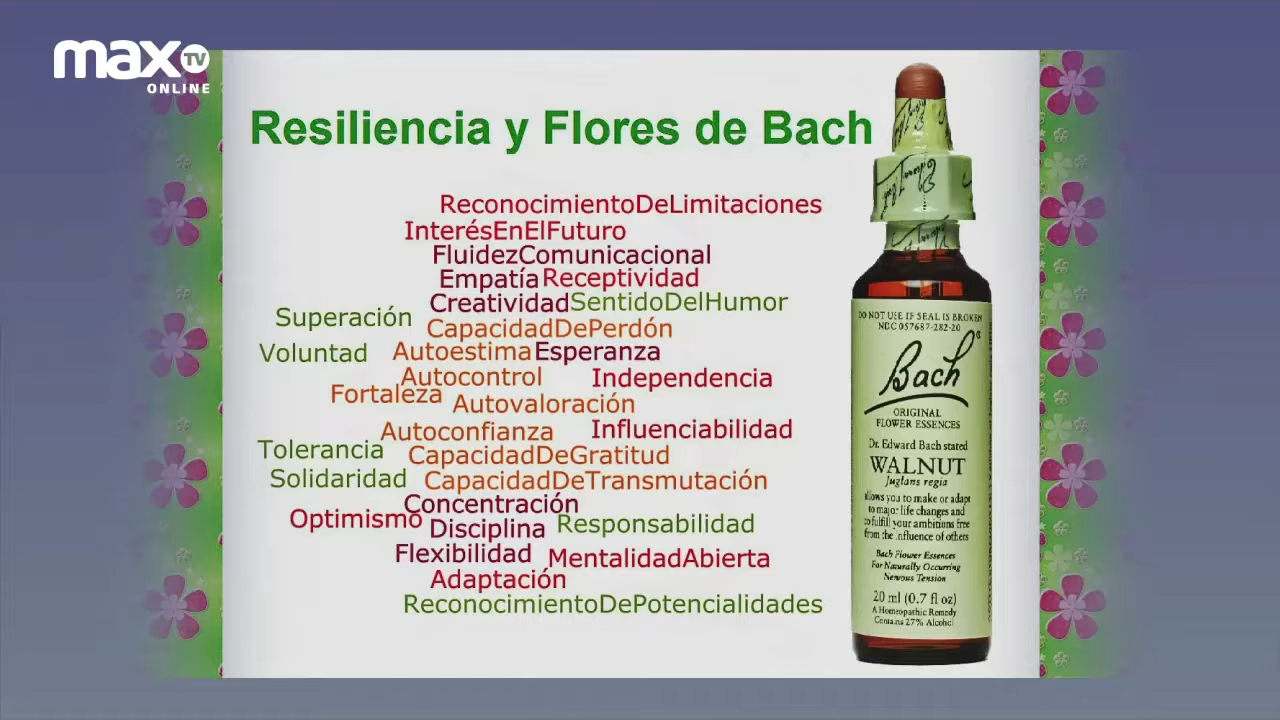 max TV
ONLINE
Resiliencia y Flores de Bach
ReconocimientoDeLimitaciones
InterésEnElFuturo
FluidezComunicacional
Empatía Receptividad
Creatividad SentidoDelHumor
Superación
CapacidadDePerdón
Voluntad Autoestima Esperanza
Autocontrol Independencia
Fortaleza Autovaloración
Autoconfianza Influenciabilidad
Tolerancia CapacidadDeGratitud
Solidaridad CapacidadDeTransmutación
Concentración
Optimismo Disciplina Responsabilidad
Flexibilidad MentalidadAbierta
Adaptación
ReconocimientoDePotencialidades
DO NOT USE IF SEAL IS BROKEN
NDC 057687-282-20
Bach
ORIGINAL
FLOWER ESSENCES
Dr. Edward Bach stated
WALNUT
Juglans regia
allows you to make or adapt
to major life changes and
to fulfill your ambitions free
from the influence of others
Bach Flower Essences
For Naturally Occurring
Nervous Tension
20 ml (0.7 fl oz)
A Homeopathic Remedy
Contains 27% Alcohol